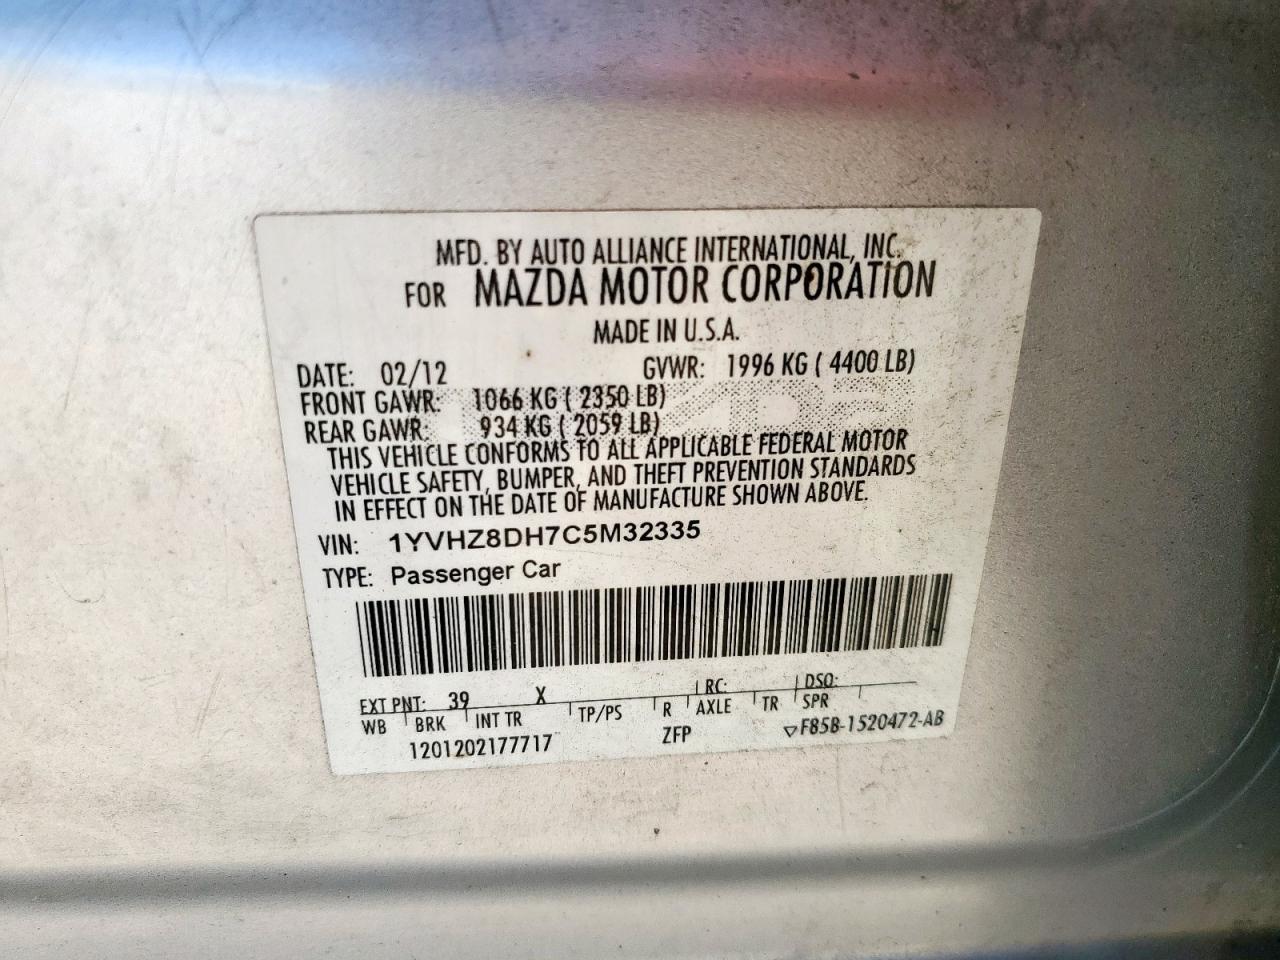 MFD. BY AUTO ALLIANCE INTERNATIONAL, INC.
FOR MAZDA MOTOR CORPORATION
MADE IN U.S.A.
DATE: 02/12 GVWR: 1996 KG ( 4400 LB)
FRONT GAWR: 1066 KG ( 2350 LB)
REAR GAWR: 934 KG ( 2059 LB)
THIS VEHICLE CONFORMS TO ALL APPLICABLE FEDERAL MOTOR
VEHICLE SAFETY, BUMPER, AND THEFT PREVENTION STANDARDS
IN EFFECT ON THE DATE OF MANUFACTURE SHOWN ABOVE.
VIN: 1YVHZ8DH7C5M32335
TYPE: Passenger Car
EXT PNT: 39 X RC: DSO:
WB BRK INT TR TP/PS R AXLE TR SPR
1201202177717 ZFP F85B-1520472-AB